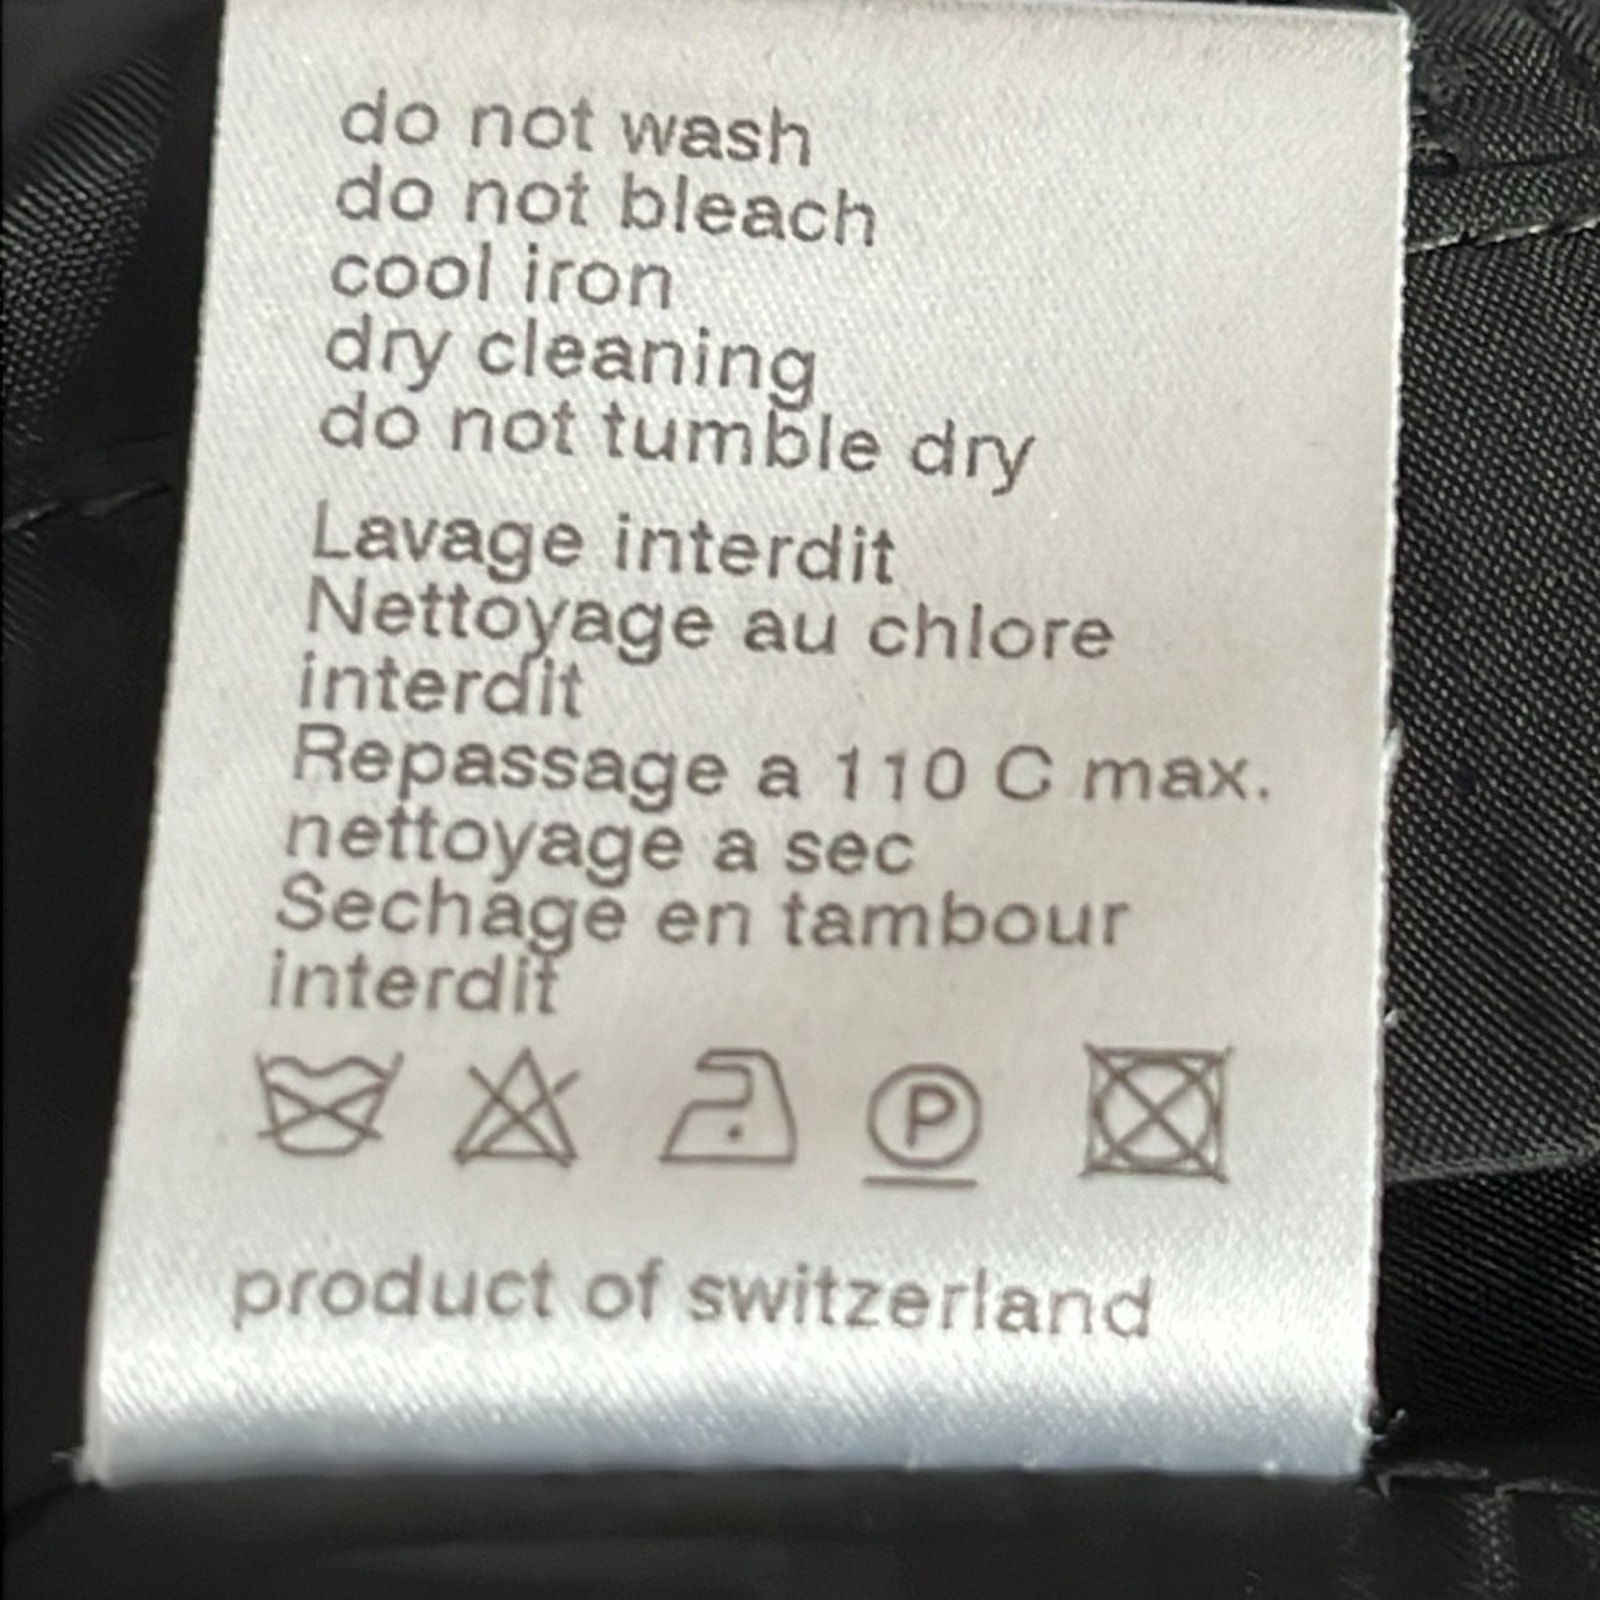 do not wash
do not bleach
cool iron
dry cleaning
do not tumble dry
Lavage interdit
Nettoyage au chlore
interdit
Repassage a 110 C max.
nettoyage a sec
Sechage en tambour
interdit
P
product of switzerland